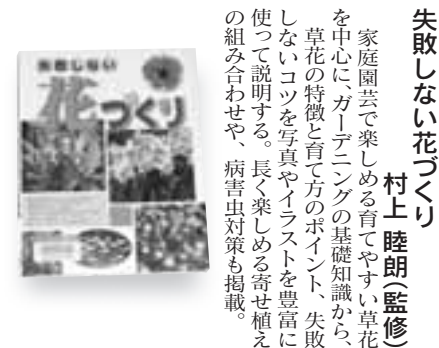 失敗しない花づくり
村上 睦朗(監修)
家庭園芸で楽しめる育てやすい草花
を中心に、ガーデニングの基礎知識から、
草花の特徴と育て方のポイント、失敗
しないコツを写真やイラストを豊富に
使って説明する。長く楽しめる寄せ植え
の組み合わせや、病害虫対策も掲載。
失敗しない
花づくり